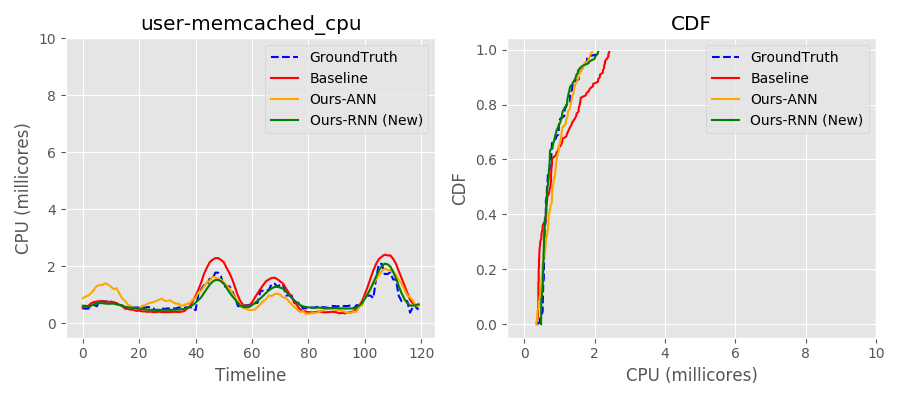 user-memcached_cpu
CPU (millicores)
10
8
6
4
2
0
0 20 40 60 80 100 120
Timeline
GroundTruth
Baseline
Ours-ANN
Ours-RNN (New)
CDF
CDF
1.0
0.8
0.6
0.4
0.2
0.0
0 2 4 6 8 10
CPU (millicores)
GroundTruth
Baseline
Ours-ANN
Ours-RNN (New)